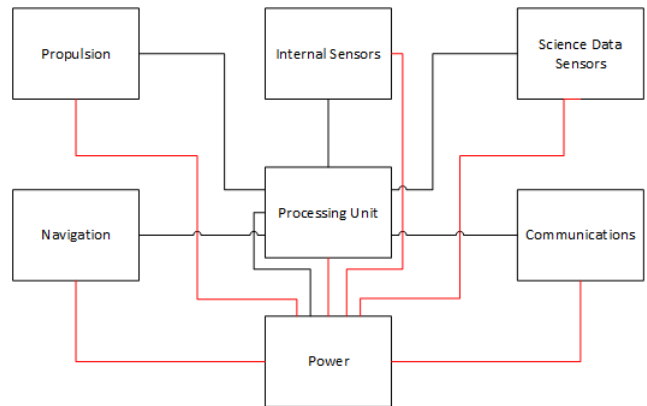 Propulsion
Internal Sensors
Science Data
Sensors
Processing Unit
Navigation
Communications
Power